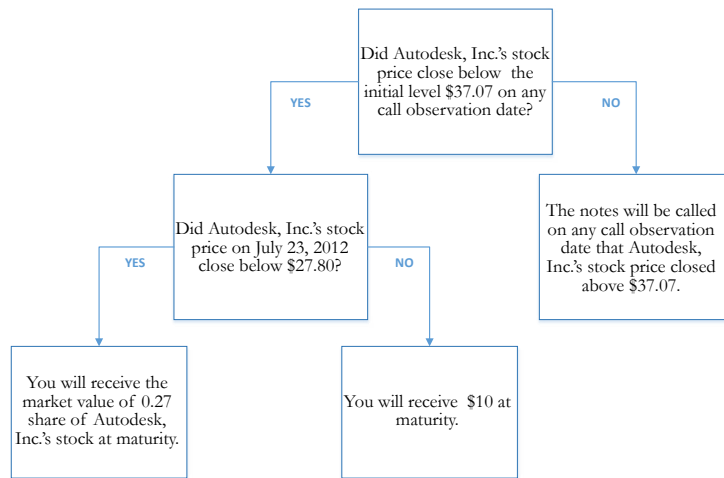 Did Autodesk, Inc.'s stock
price close below the
initial level $37.07 on any
call observation date?
YES
NO
Did Autodesk, Inc.'s stock
price on July 23, 2012
close below $27.80?
The notes will be called
on any call observation
date that Autodesk,
Inc.'s stock price closed
above $37.07.
YES
NO
You will receive the
market value of 0.27
share of Autodesk,
Inc.'s stock at maturity.
You will receive $10 at
maturity.